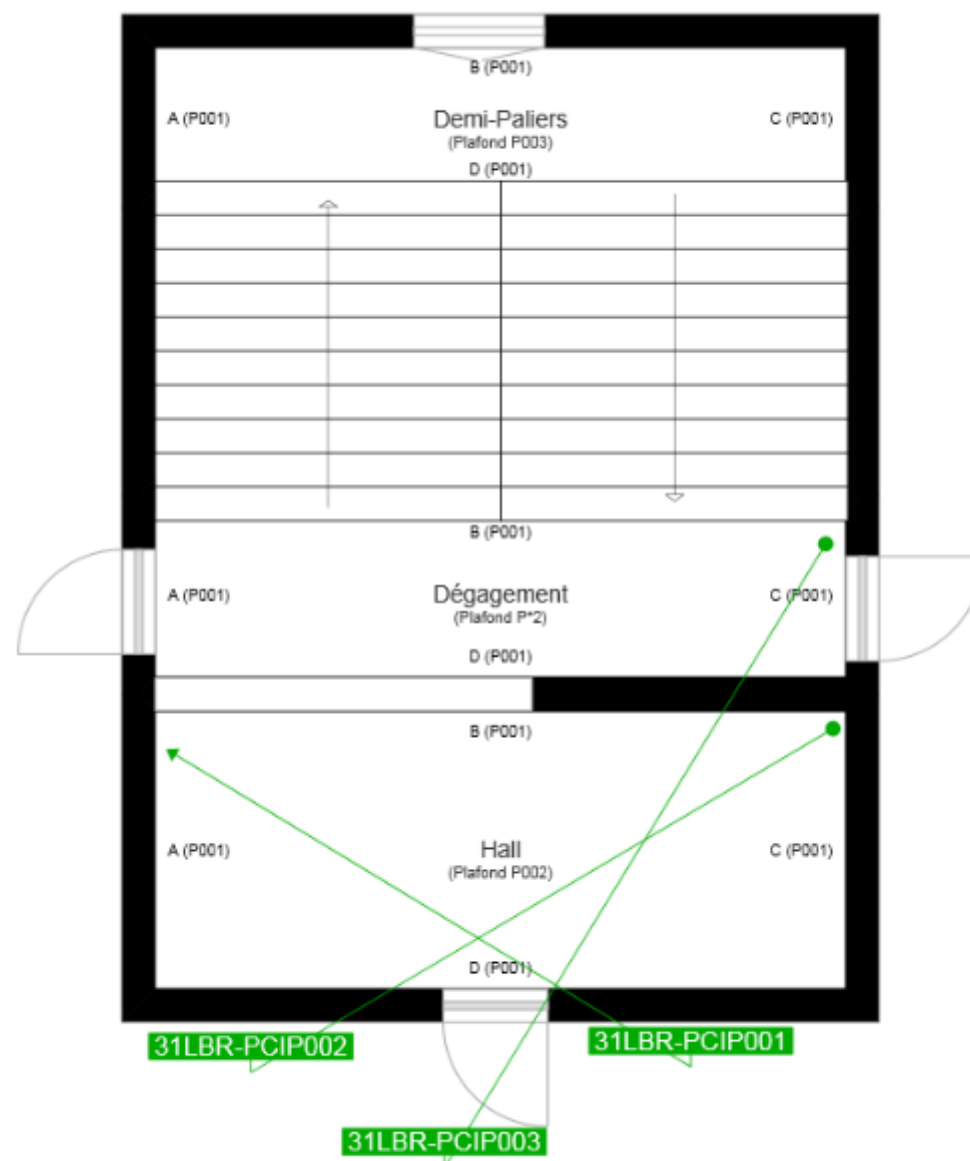 B (P001)
A (P001)
Demi-Paliers
C (P001)
(Plafond P003)
D (P001)
B (P001)
A (P001)
Dégagement
C (P001)
(Plafond P*2)
D (P001)
B (P001)
A (P001)
Hall
C (P001)
(Plafond P002)
D (P001)
31LBR-PCIP002
31LBR-PCIP001
31LBR-PCIP003